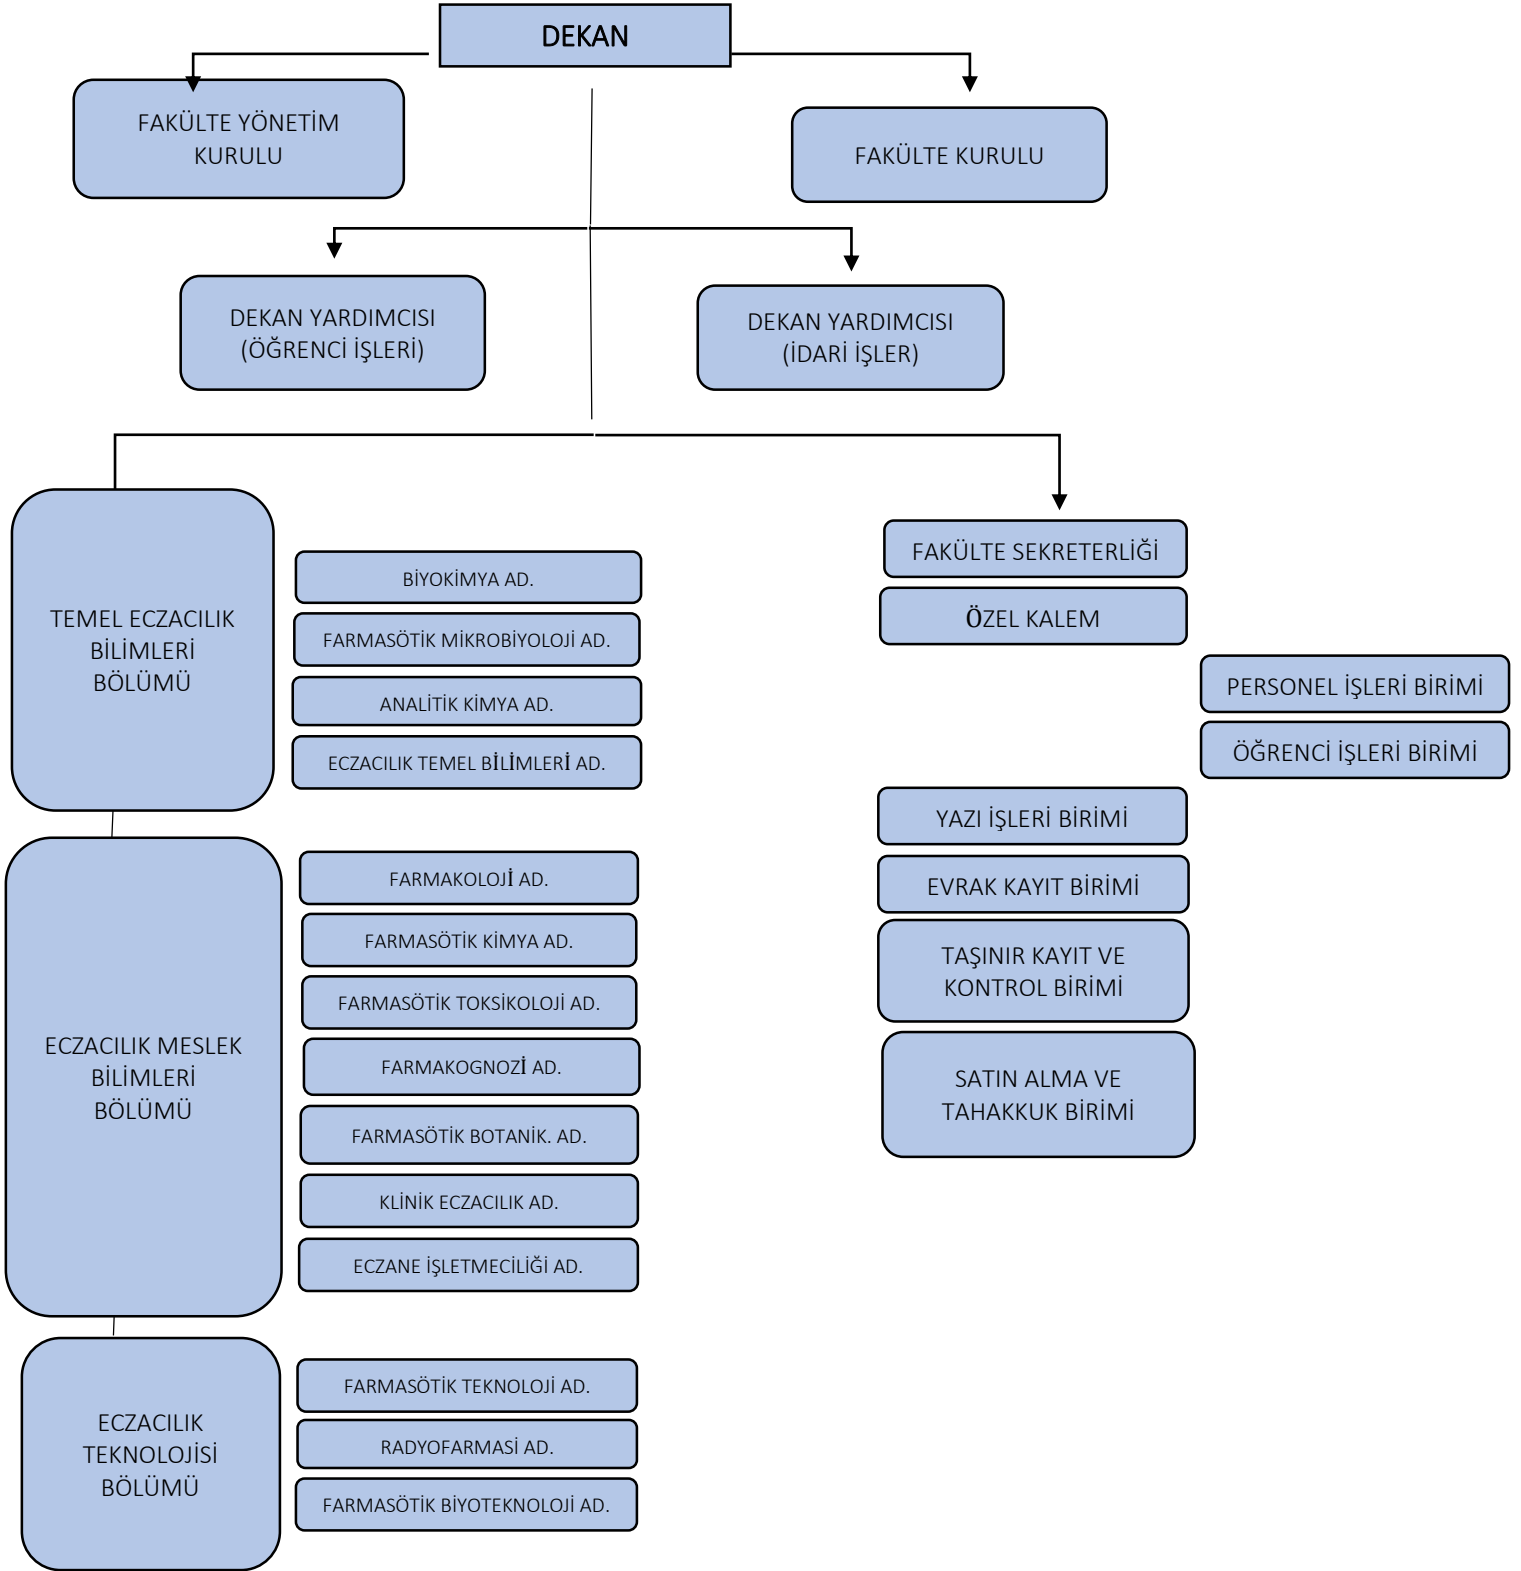 DEKAN
FAKÜLTE YÖNETİM
KURULU
FAKÜLTE KURULU
DEKAN YARDIMCISI
(ÖĞRENCİ İŞLERİ)
DEKAN YARDIMCISI
(İDARİ İŞLER)
TEMEL ECZACILIK
BİLİMLERİ
BÖLÜMÜ
BİYOKİMYA AD.
FARMASÖTİK MİKROBİYOLOJİ AD.
ANALİTİK KİMYA AD.
ECZACILIK TEMEL BİLİMLERİ AD.
ECZACILIK MESLEK
BİLİMLERİ
BÖLÜMÜ
FARMAKOLOJİ AD.
FARMASÖTİK KİMYA AD.
FARMASÖTİK TOKSİKOLOJİ AD.
FARMAKOGNOZİ AD.
FARMASÖTİK BOTANİK. AD.
KLİNİK ECZACILIK AD.
ECZANE İŞLETMECİLİĞİ AD.
ECZACILIK
TEKNOLOJİSİ
BÖLÜMÜ
FARMASÖTİK TEKNOLOJİ AD.
RADYOFARMASİ AD.
FARMASÖTİK BİYOTEKNOLOJİ AD.
FAKÜLTE SEKRETERLİĞİ
ÖZEL KALEM
PERSONEL İŞLERİ BİRİMİ
ÖĞRENCİ İŞLERİ BİRİMİ
YAZI İŞLERİ BİRİMİ
EVRAK KAYIT BİRİMİ
TAŞINIR KAYIT VE
KONTROL BİRİMİ
SATIN ALMA VE
TAHAKKUK BİRİMİ